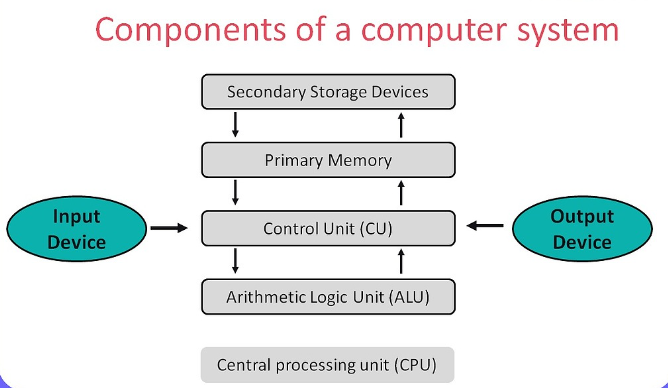 Components of a computer system
Secondary Storage Devices
Primary Memory
Input
Device
Control Unit (CU)
Output
Device
Arithmetic Logic Unit (ALU)
Central processing unit (CPU)